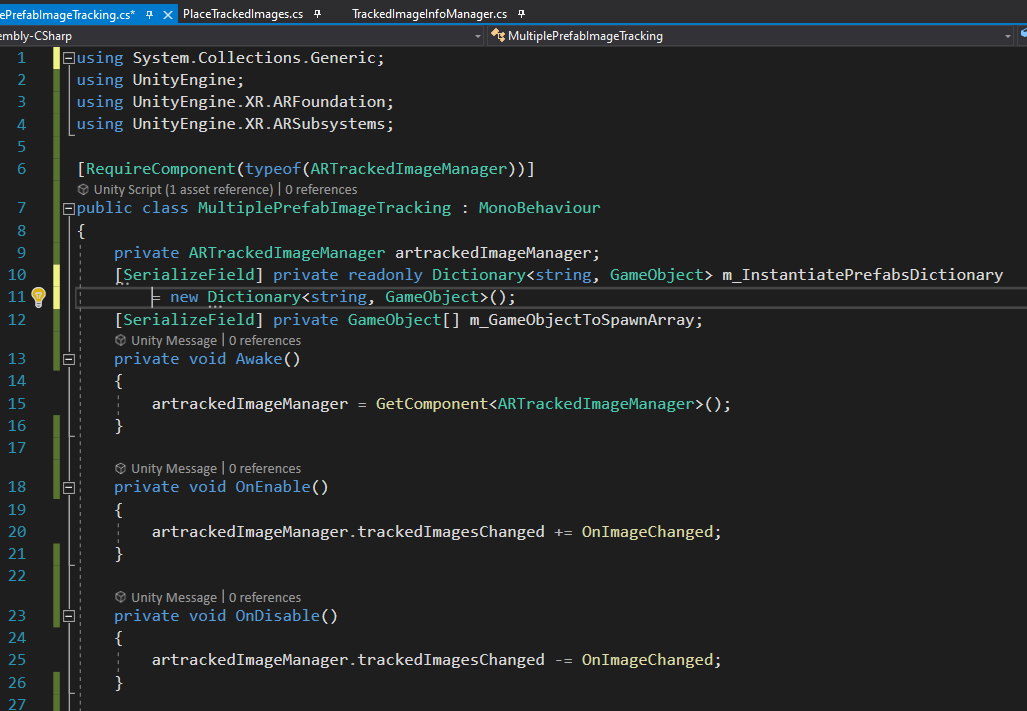 ePrefabImageTracking.cs* PlaceTrackedImages.cs TrackedImageInfoManager.cs
embly-CSharp MultiplePrefabImageTracking
1 using System.Collections.Generic;
2 using UnityEngine;
3 using UnityEngine.XR.ARFoundation;
4 using UnityEngine.XR.ARSubsystems;
5
6 [RequireComponent(typeof(ARTrackedImageManager))]
Unity Script (1 asset reference) | 0 references
7 public class MultiplePrefabImageTracking : MonoBehaviour
8 {
9 private ARTrackedImageManager artrackedImageManager;
10 [SerializeField] private readonly Dictionary<string, GameObject> m_InstantiatePrefabsDictionary
11 = new Dictionary<string, GameObject>();
12 [SerializeField] private GameObject[] m_GameObjectToSpawnArray;
Unity Message | 0 references
13 private void Awake()
14 {
15 artrackedImageManager = GetComponent<ARTrackedImageManager>();
16 }
17
Unity Message | 0 references
18 private void OnEnable()
19 {
20 artrackedImageManager.trackedImagesChanged += OnImageChanged;
21 }
22
Unity Message | 0 references
23 private void OnDisable()
24 {
25 artrackedImageManager.trackedImagesChanged -= OnImageChanged;
26 }
27